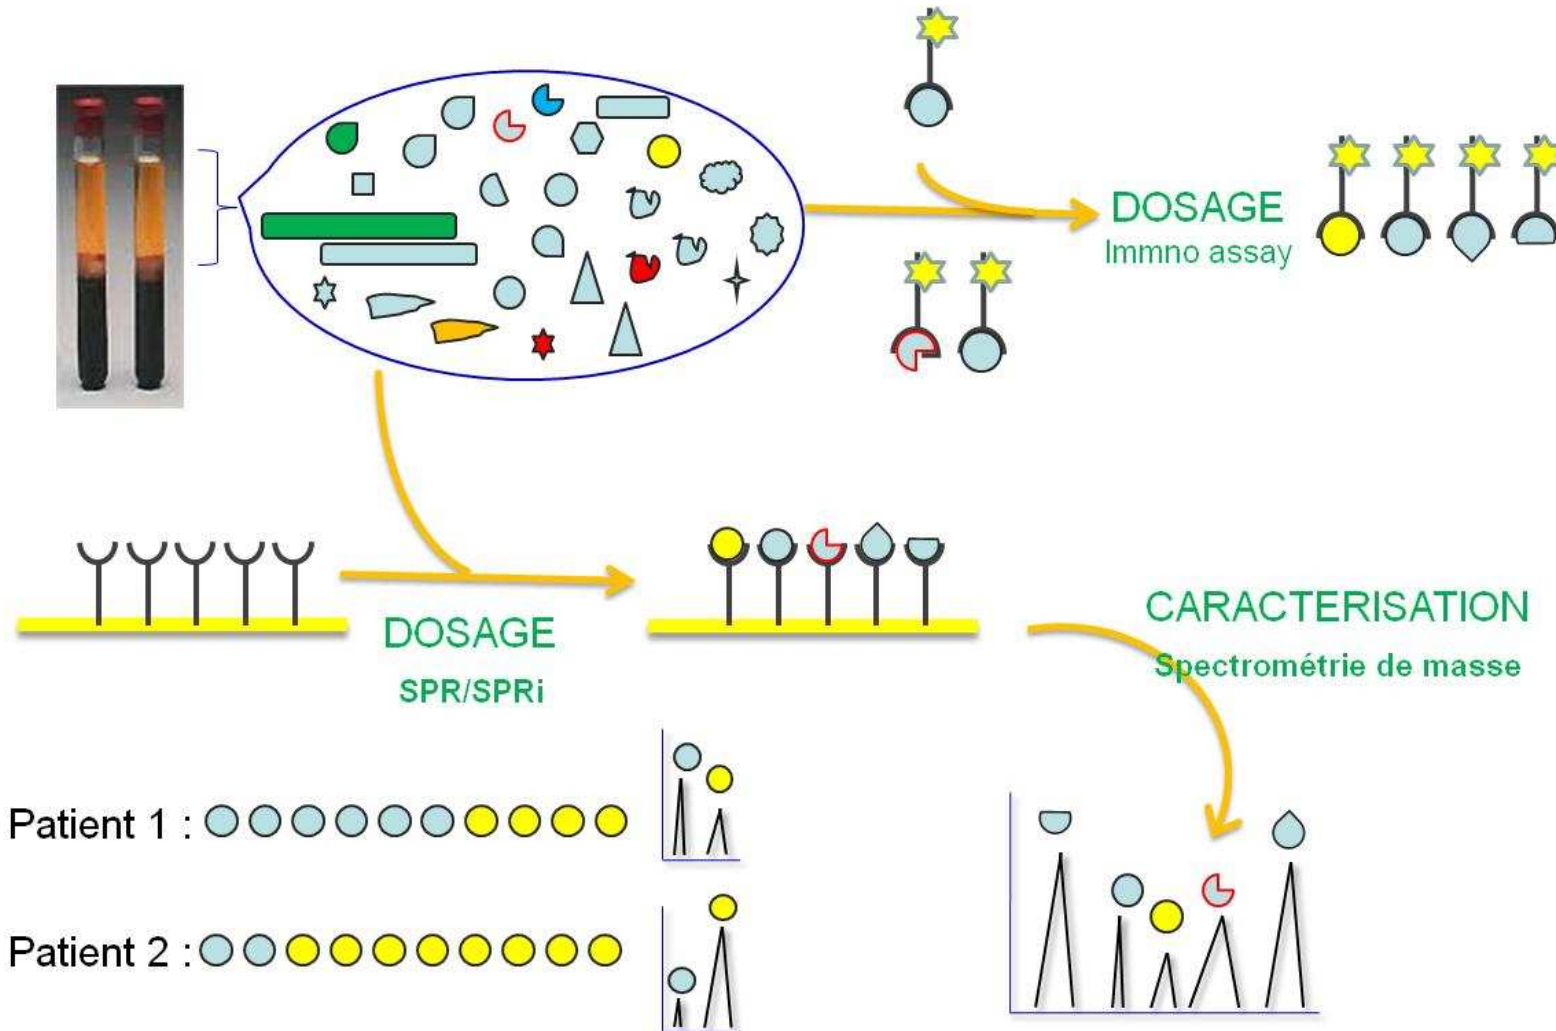 DOSAGE
Immno assay
DOSAGE
SPR/SPRi
CARACTERISATION
Spectrométrie de masse
Patient 1 :
Patient 2 :